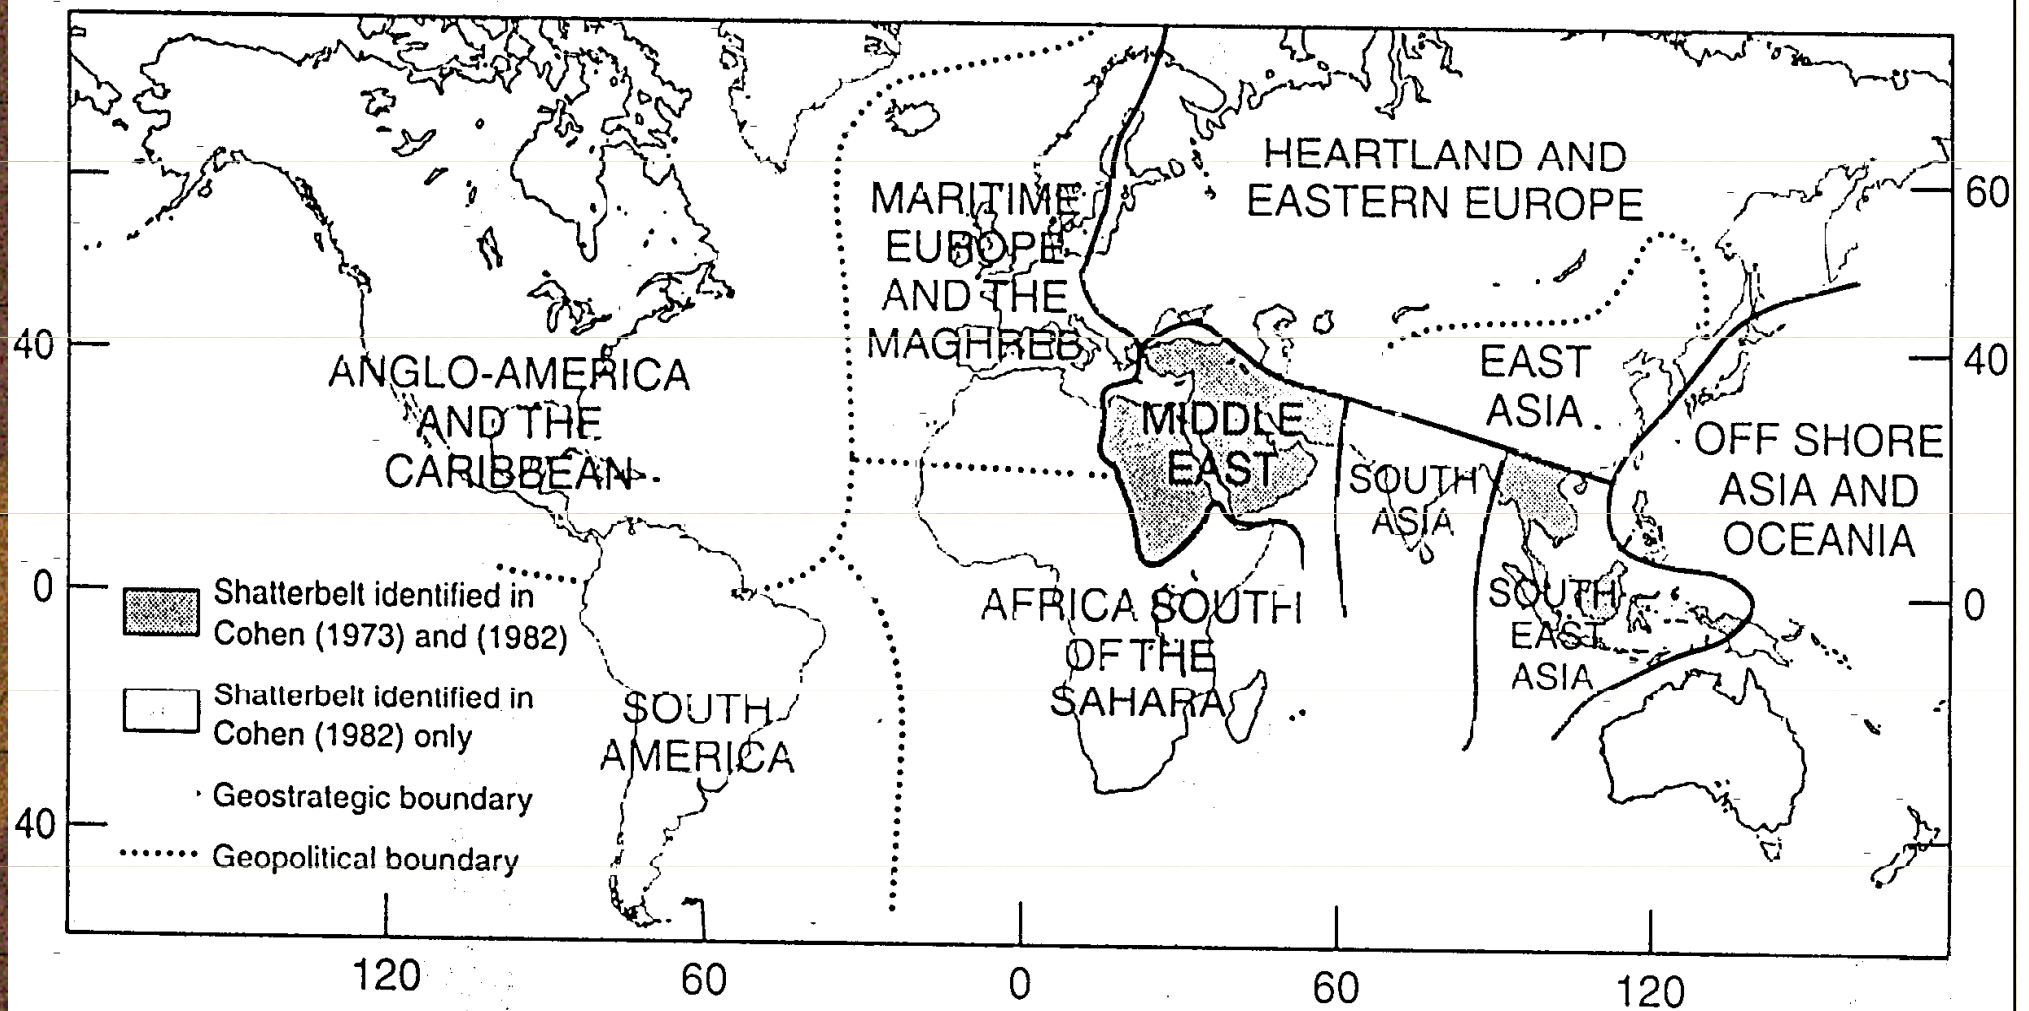 HEARTLAND AND
EASTERN EUROPE
MARITIME
EUROPE
AND THE
MAGHREB
ANGLO-AMERICA
AND THE
CARIBBEAN
MIDDLE
EAST
EAST
ASIA
SOUTH
ASIA
OFF SHORE
ASIA AND
OCEANIA
SOUTH
EAST
ASIA
AFRICA SOUTH
OF THE
SAHARA
SOUTH
AMERICA
Shatterbelt identified in
Cohen (1973) and (1982)
Shatterbelt identified in
Cohen (1982) only
Geostrategic boundary
Geopolitical boundary
40
0
40
60
40
0
120
60
0
60
120